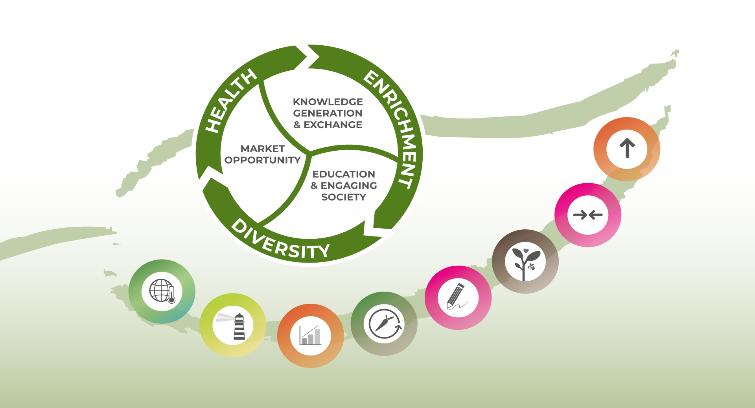 HEALTH
ENRICHMENT
DIVERSITY
KNOWLEDGE
GENERATION
& EXCHANGE
MARKET
OPPORTUNITY
EDUCATION
& ENGAGING
SOCIETY